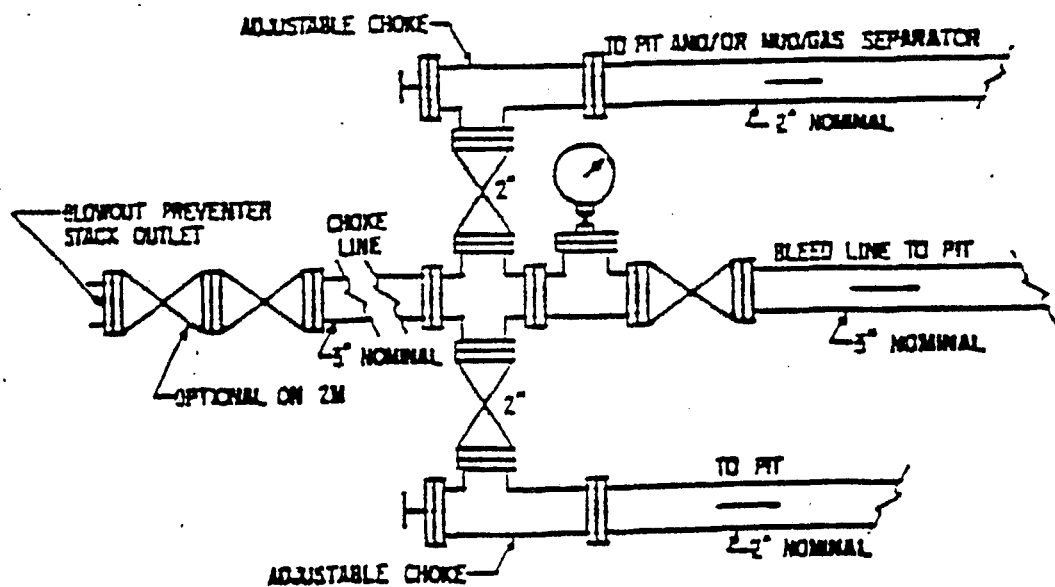 ADJUSTABLE CHOKE
TO PIT AND/OR MUD/GAS SEPARATOR
2" NOMINAL
2"
BLOWOUT PREVENTER
STACK OUTLET
CHOKE
LINE
BLEED LINE TO PIT
3" NOMINAL
3" NOMINAL
OPTIONAL ON 2M
2"
TO PIT
2" NOMINAL
ADJUSTABLE CHOKE